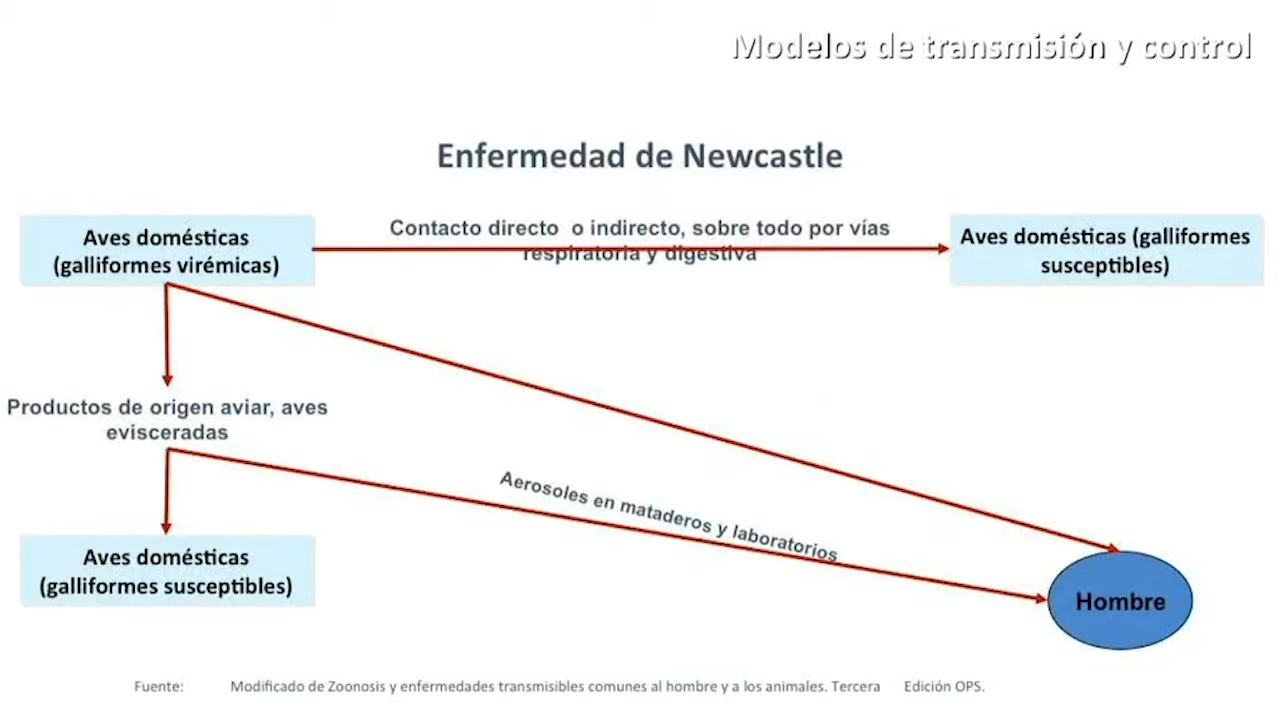 Modelos de transmisión y control
Enfermedad de Newcastle
Aves domésticas
(galliformes virémicas)
Contacto directo o indirecto, sobre todo por vías
respiratoria y digestiva
Aves domésticas (galliformes
susceptibles)
Productos de origen aviar, aves
evisceradas
Aerosoles en mataderos y laboratorios
Aves domésticas
(galliformes susceptibles)
Hombre
Fuente: Modificado de Zoonosis y enfermedades transmisibles comunes al hombre y a los animales. Tercera Edición OPS.